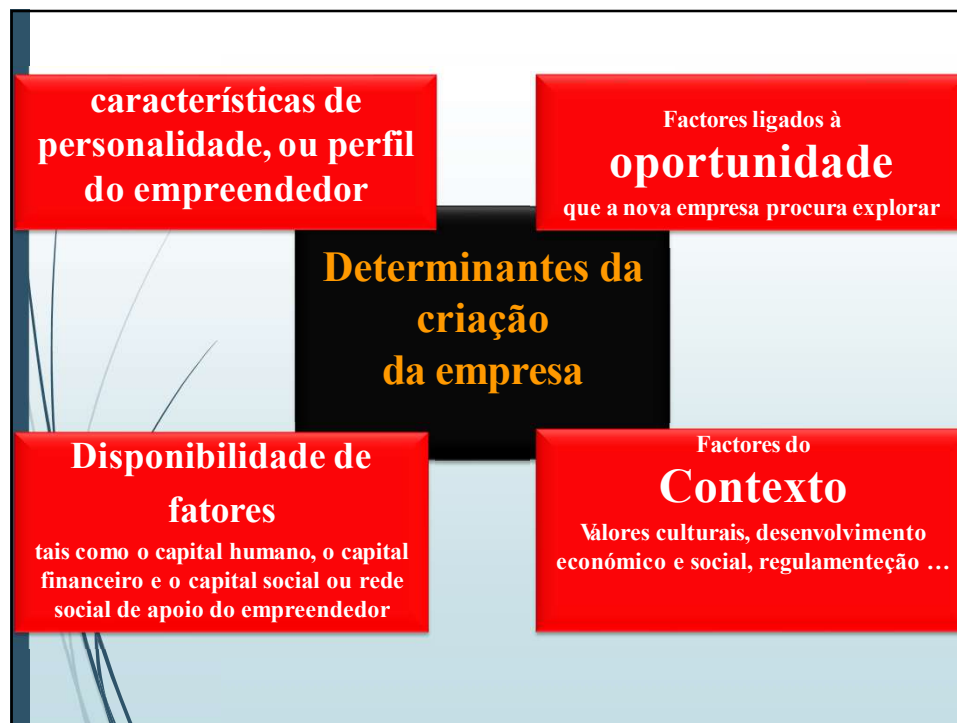 características de
personalidade, ou perfil
do empreendedor
Factores ligados à
oportunidade
que a nova empresa procura explorar
Determinantes da
criação
da empresa
Disponibilidade de
fatores
tais como o capital humano, o capital
financeiro e o capital social ou rede
social de apoio do empreendedor
Factores do
Contexto
Valores culturais, desenvolvimento
económico e social, regulamenteção …